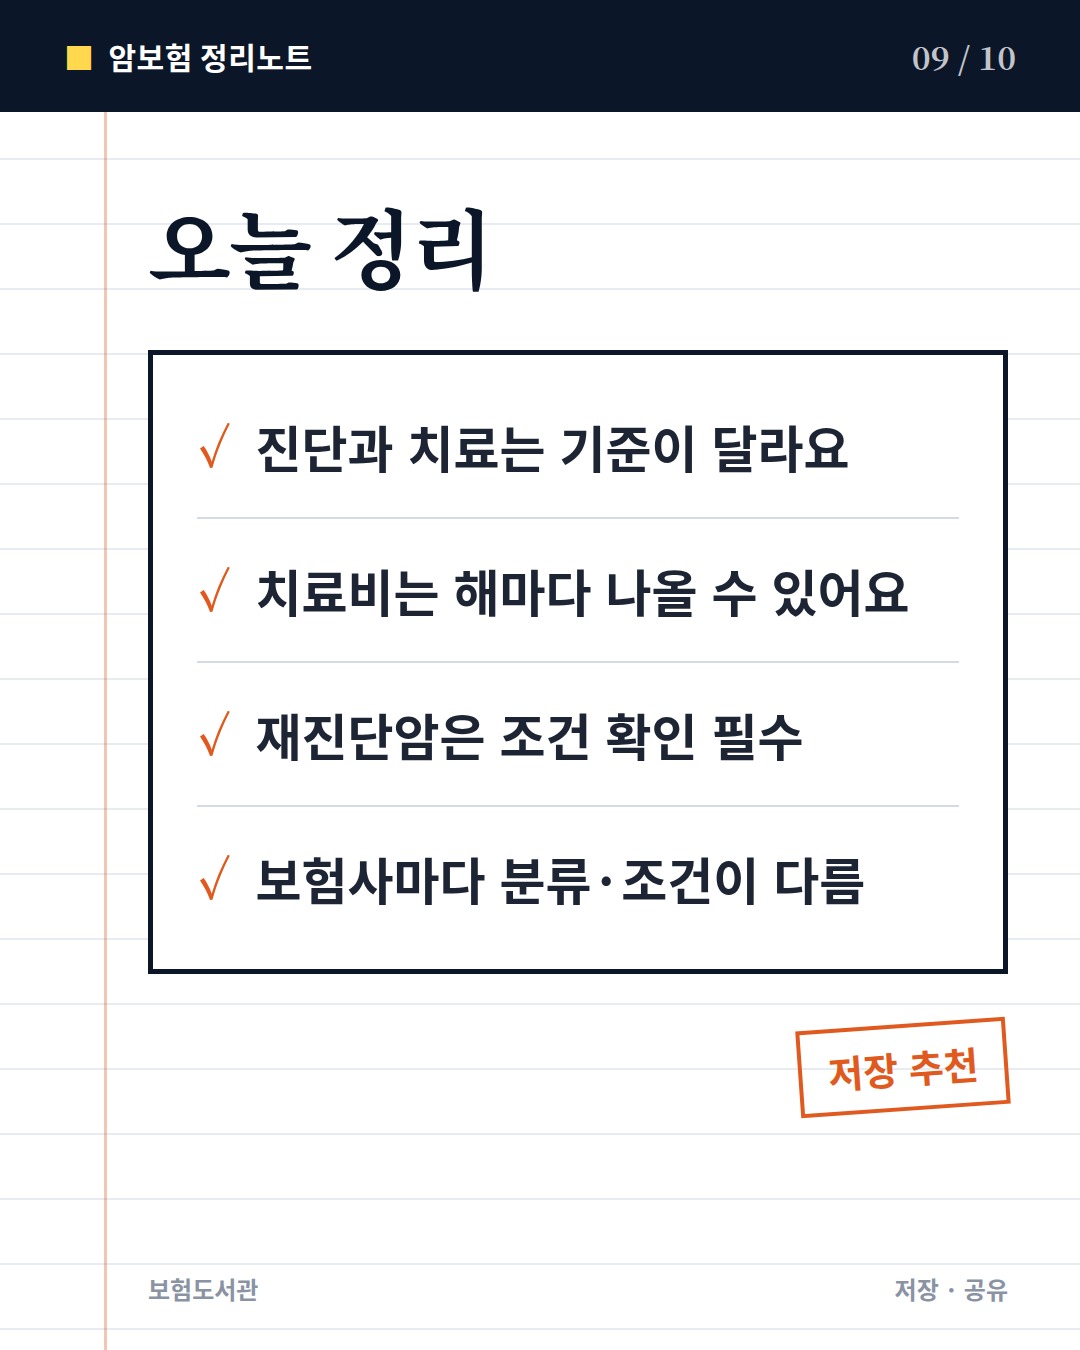 암보험 정리노트
09 / 10
오늘 정리
✓ 진단과 치료는 기준이 달라요
✓ 치료비는 해마다 나올 수 있어요
✓ 재진단암은 조건 확인 필수
✓ 보험사마다 분류·조건이 다름
저장 추천
보험도서관
저장 · 공유